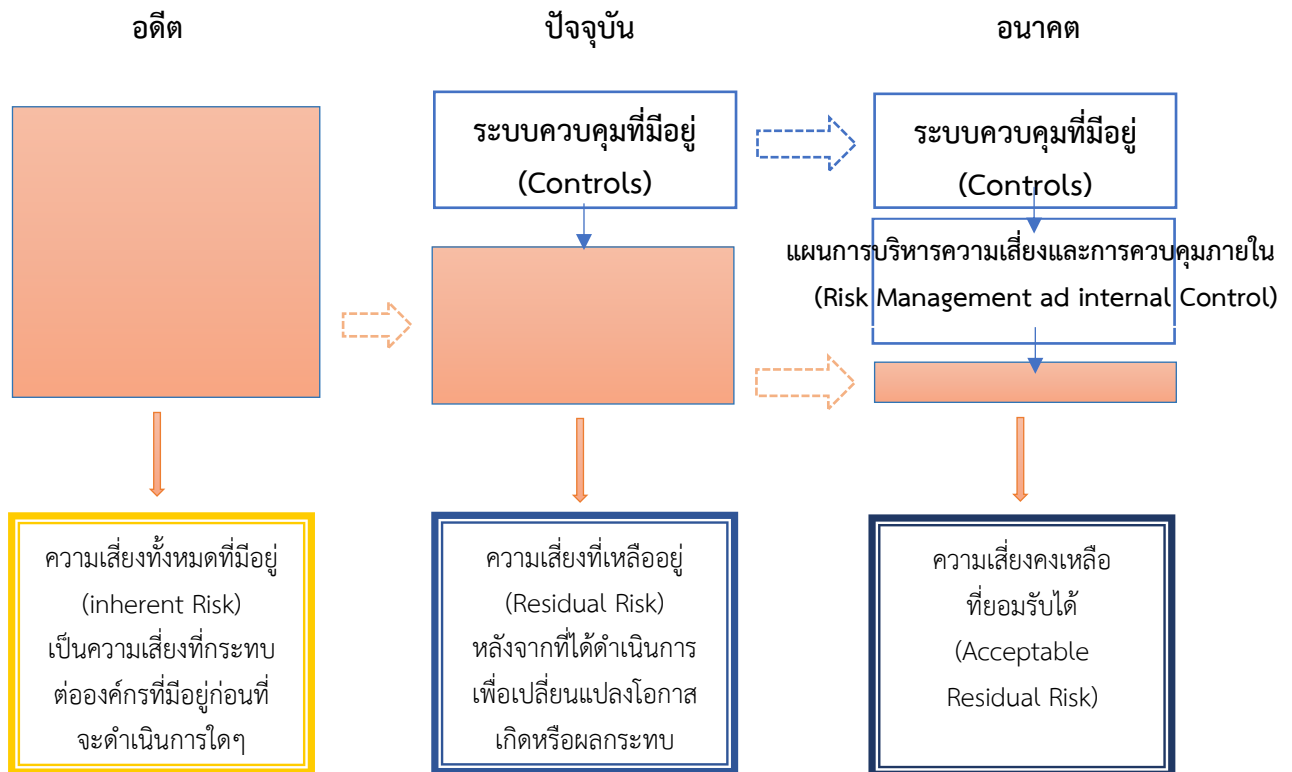 อดีต
ปัจจุบัน
อนาคต
ระบบควบคุมที่มีอยู่
(Controls)
ระบบควบคุมที่มีอยู่
(Controls)
แผนการบริหารความเสี่ยงและการควบคุมภายใน
(Risk Management ad internal Control)
ความเสี่ยงทั้งหมดที่มีอยู่
(inherent Risk)
เป็นความเสี่ยงที่กระทบ
ต่อองค์กรที่มีอยู่ก่อนที่
จะดำเนินการใดๆ
ความเสี่ยงที่เหลืออยู่
(Residual Risk)
หลังจากที่ได้ดำเนินการ
เพื่อเปลี่ยนแปลงโอกาส
เกิดหรือผลกระทบ
ความเสี่ยงคงเหลือ
ที่ยอมรับได้
(Acceptable
Residual Risk)